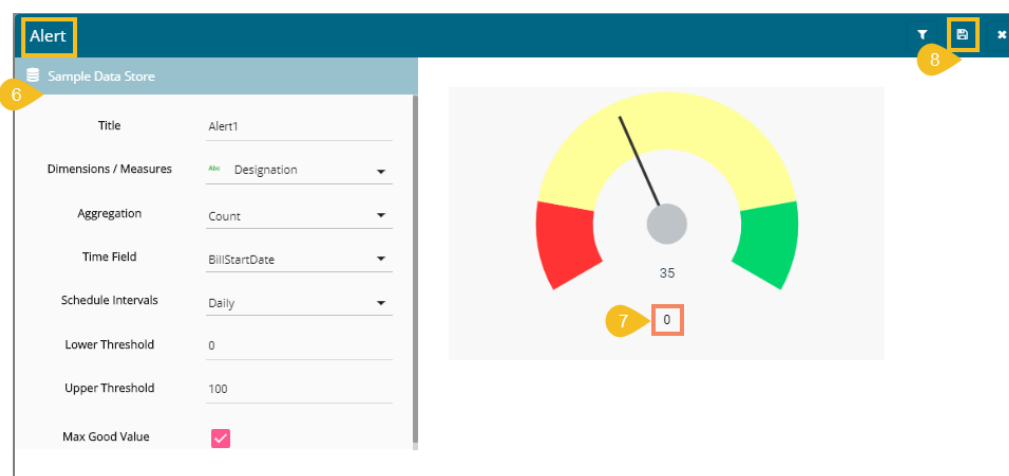 Alert
8
Sample Data Store
6
Title Alert1
Dimensions / Measures Abc Designation
Aggregation Count
Time Field BillStartDate
Schedule Intervals Daily
Lower Threshold 0
Upper Threshold 100
Max Good Value
35
7 0